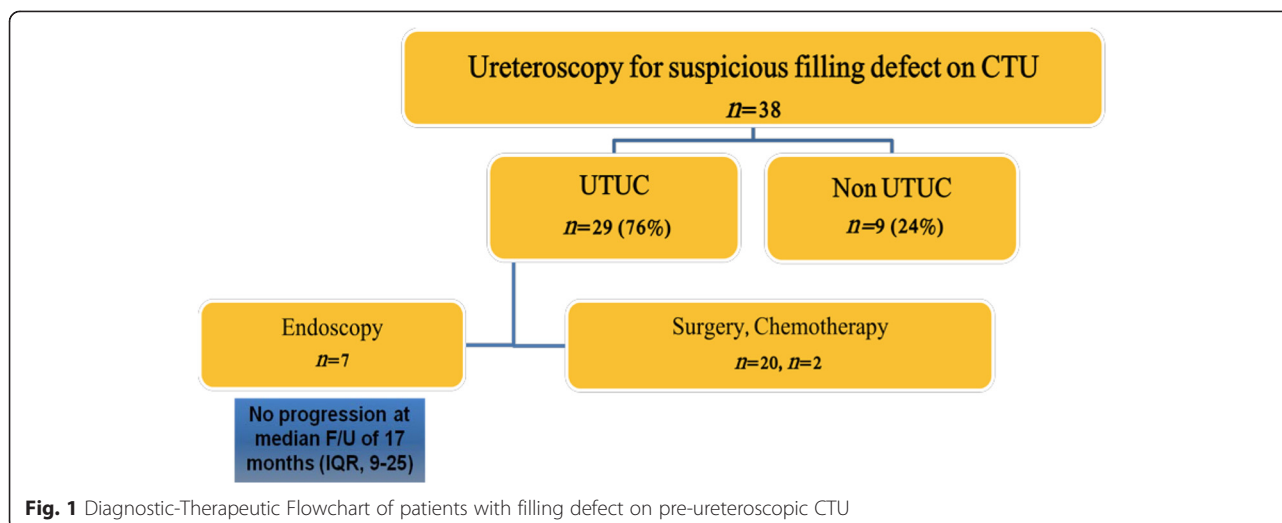 Ureteroscopy for suspicious filling defect on CTU
n=38
UTUC
n=29 (76%)
Non UTUC
n=9 (24%)
Endoscopy
n=7
Surgery, Chemotherapy
n=20, n=2
No progression at
median F/U of 17
months (IQR, 9-25)
Fig. 1 Diagnostic-Therapeutic Flowchart of patients with filling defect on pre-ureteroscopic CTU